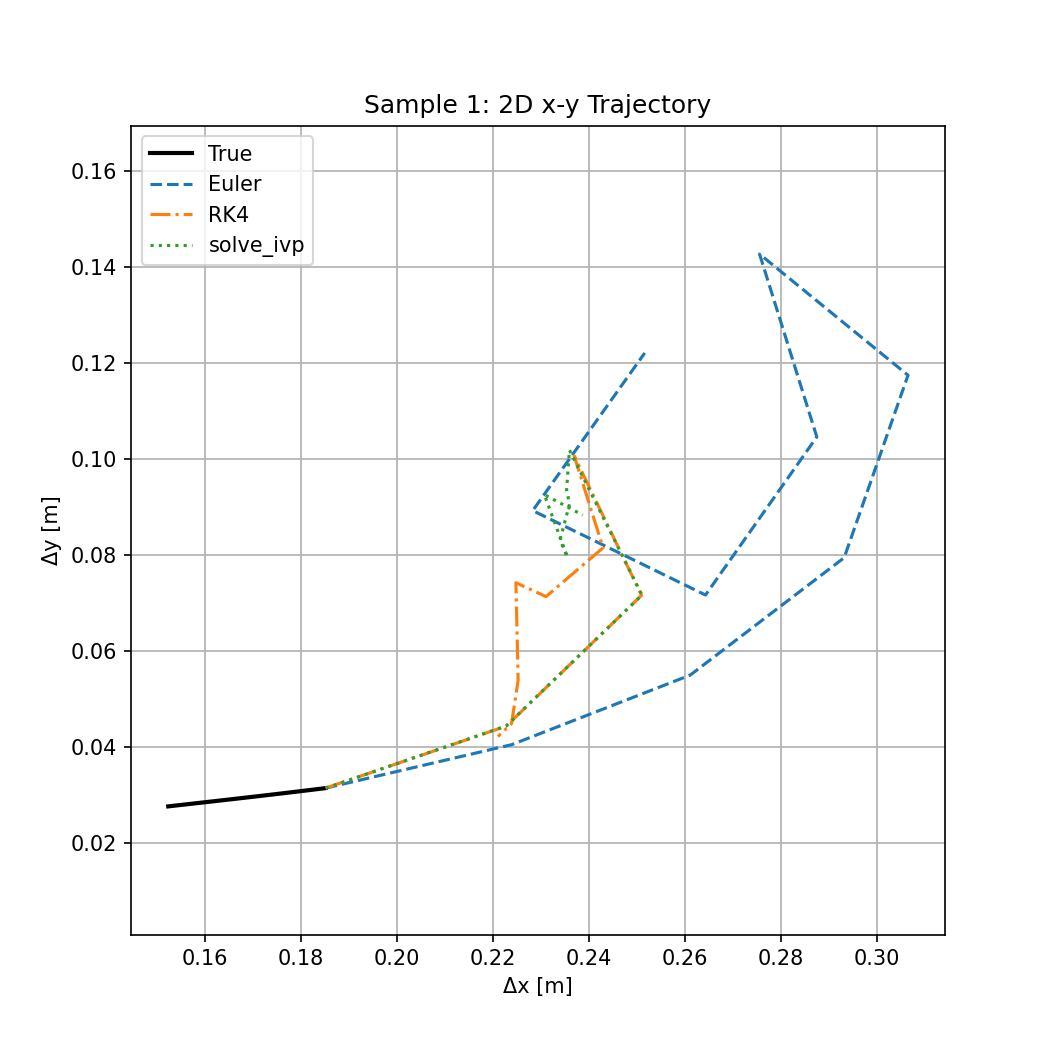 Sample 1: 2D x-y Trajectory
True
Euler
RK4
solve_ivp
0.16
0.14
0.12
0.10
0.08
0.06
0.04
0.02
Δy [m]
0.16 0.18 0.20 0.22 0.24 0.26 0.28 0.30
Δx [m]